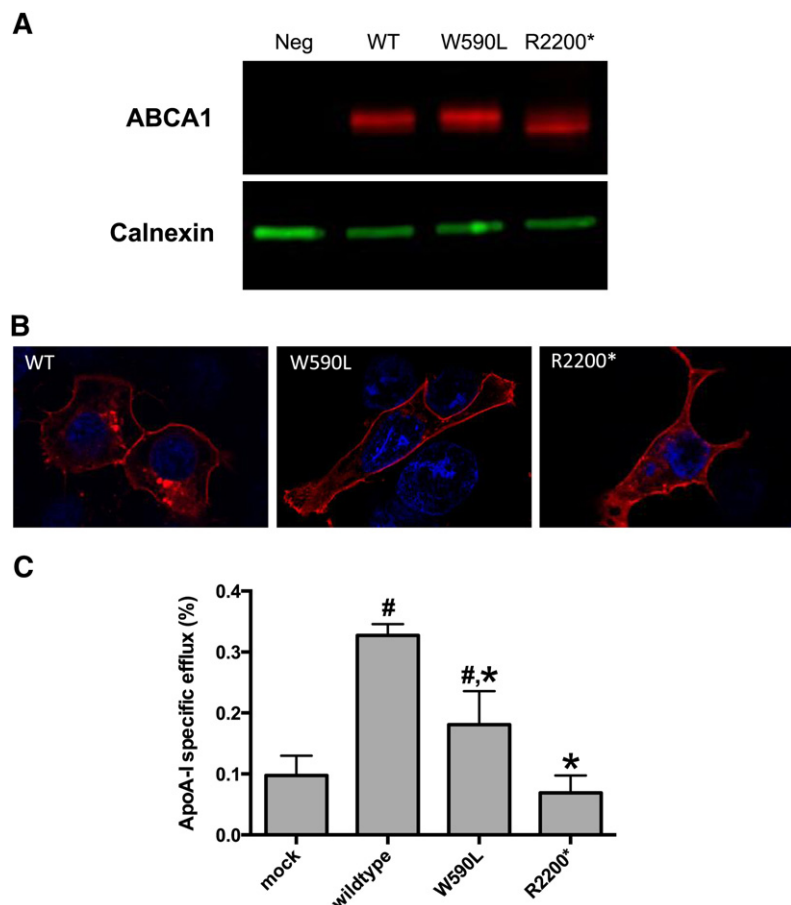 A
Neg WT W590L R2200*
ABCA1
Calnexin
B
WT W590L R2200*
C
ApoA-I specific efflux (%)
0.4
0.3
0.2
0.1
0.0
#
#,*
*
mock wildtype W590L R2200*